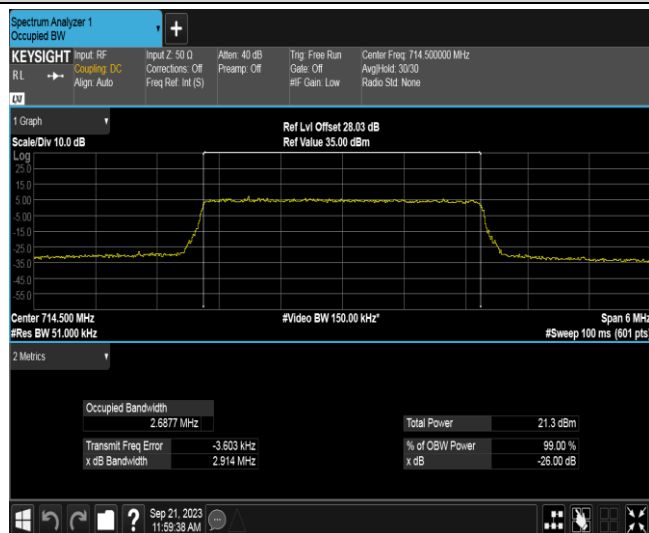 Spectrum Analyzer 1
Occupied BW
+
KEYSIGHT Input: RF Input Z: 50 Ω Atten: 40 dB Trig: Free Run Center Freq: 714.500000 MHz
RL Coupling: DC Corrections: Off Preamp: Off Gate: Off Avg|Hold: 30/30
Align: Auto Freq Ref: Int (S) #IF Gain: Low Radio Std: None
LXI
1 Graph Ref Lvl Offset 28.03 dB
Scale/Div 10.0 dB Ref Value 35.00 dBm
Log
25.0
15.0
5.00
-5.00
-15.0
-25.0
-35.0
-45.0
-55.0
Center 714.500 MHz #Video BW 150.00 kHz* Span 6 MHz
#Res BW 51.000 kHz #Sweep 100 ms (601 pts)
2 Metrics
Occupied Bandwidth
2.6877 MHz Total Power 21.3 dBm
Transmit Freq Error -3.603 kHz % of OBW Power 99.00 %
x dB Bandwidth 2.914 MHz x dB -26.00 dB
? Sep 21, 2023
11:59:38 AM